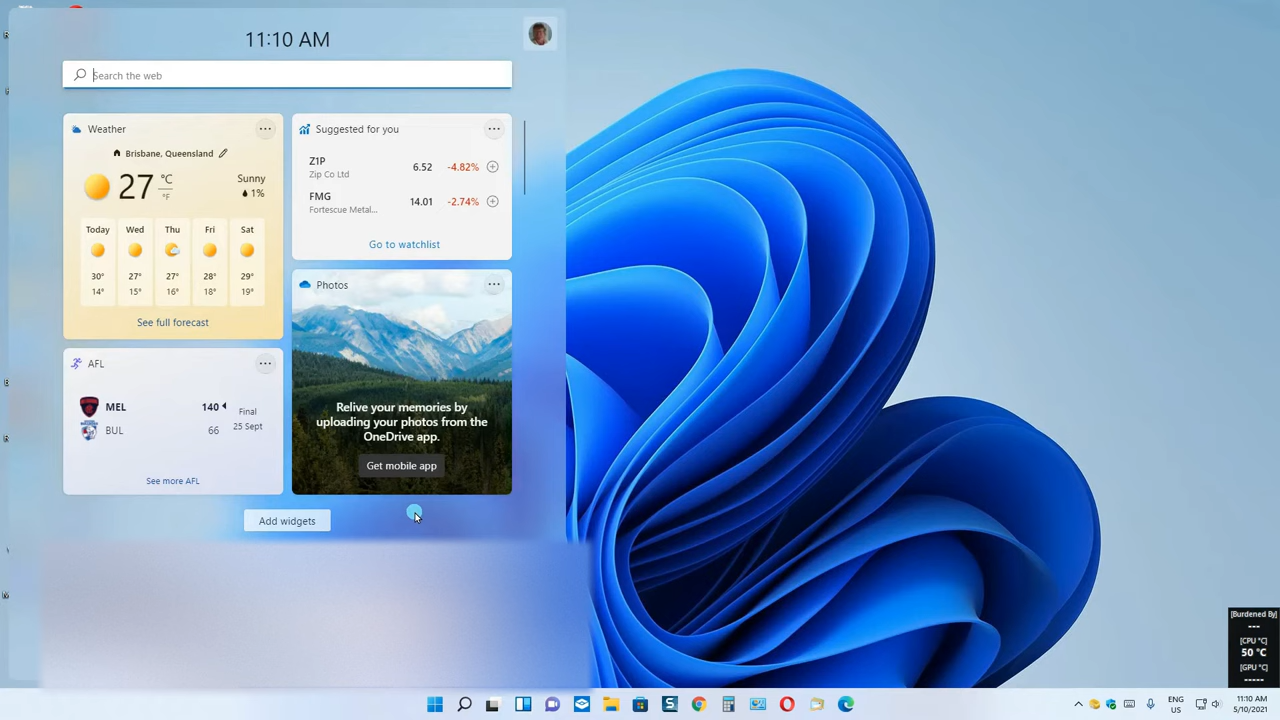 11:10 AM
Search the web
Weather
Brisbane, Queensland
27 °C
°F
Sunny
1%
Today Wed Thu Fri Sat
30° 27° 27° 28° 29°
14° 15° 16° 18° 19°
See full forecast
AFL
MEL 140
BUL 66
Final
25 Sept
See more AFL
Suggested for you
Z1P 6.52 -4.82%
Zip Co Ltd
FMG 14.01 -2.74%
Fortescue Metal...
Go to watchlist
Photos
Relive your memories by
uploading your photos from the
OneDrive app.
Get mobile app
Add widgets
[Burdened By]
---
[CPU °C]
50 °C
[GPU °C]
-----
ENG
US
11:10 AM
5/10/2021